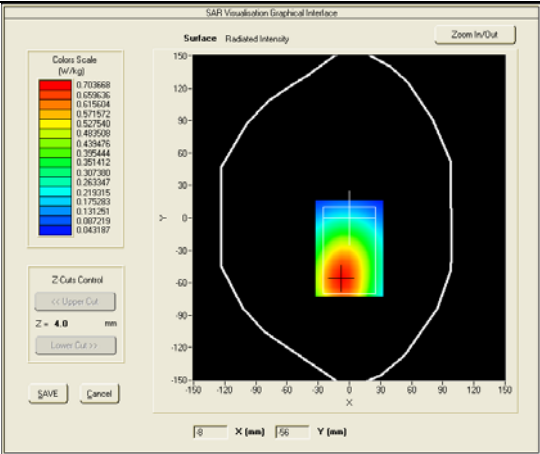 SAR Visualisation Graphical Interface
Surface Radiated Intensity
Zoom In/Out
Colors Scale
(W/kg)
0.703668
0.659636
0.615604
0.571572
0.527540
0.483508
0.439476
0.395444
0.351412
0.307380
0.263347
0.219315
0.175283
0.131251
0.087219
0.043187
Z-Cuts Control
<< Upper Cut
Z = 4.0 mm
Lower Cut >>
SAVE
Cancel
150-
120-
90-
60-
30-
0-
-30-
-60-
-90-
-120-
-150-
Y
-150 -120 -90 -60 -30 0 30 60 90 120 150
X
-8 X (mm) -56 Y (mm)